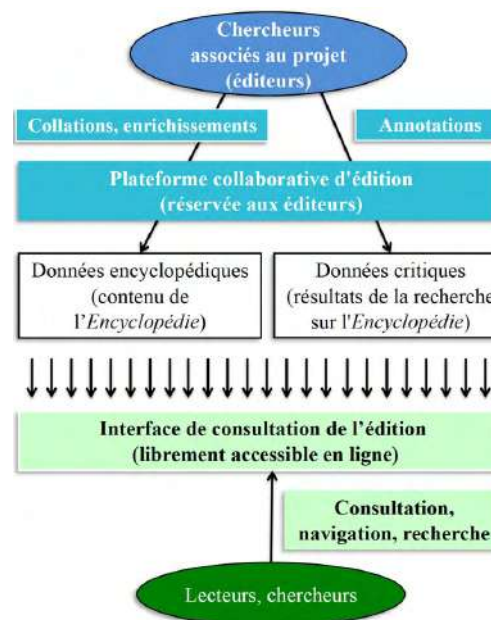 Chercheurs
associés au projet
(éditeurs)
Collations, enrichissements
Annotations
Plateforme collaborative d'édition
(réservée aux éditeurs)
Données encyclopédiques
(contenu de
l'Encyclopédie)
Données critiques
(résultats de la recherche
sur l'Encyclopédie)
Interface de consultation de l'édition
(librement accessible en ligne)
Consultation,
navigation, recherche
Lecteurs, chercheurs